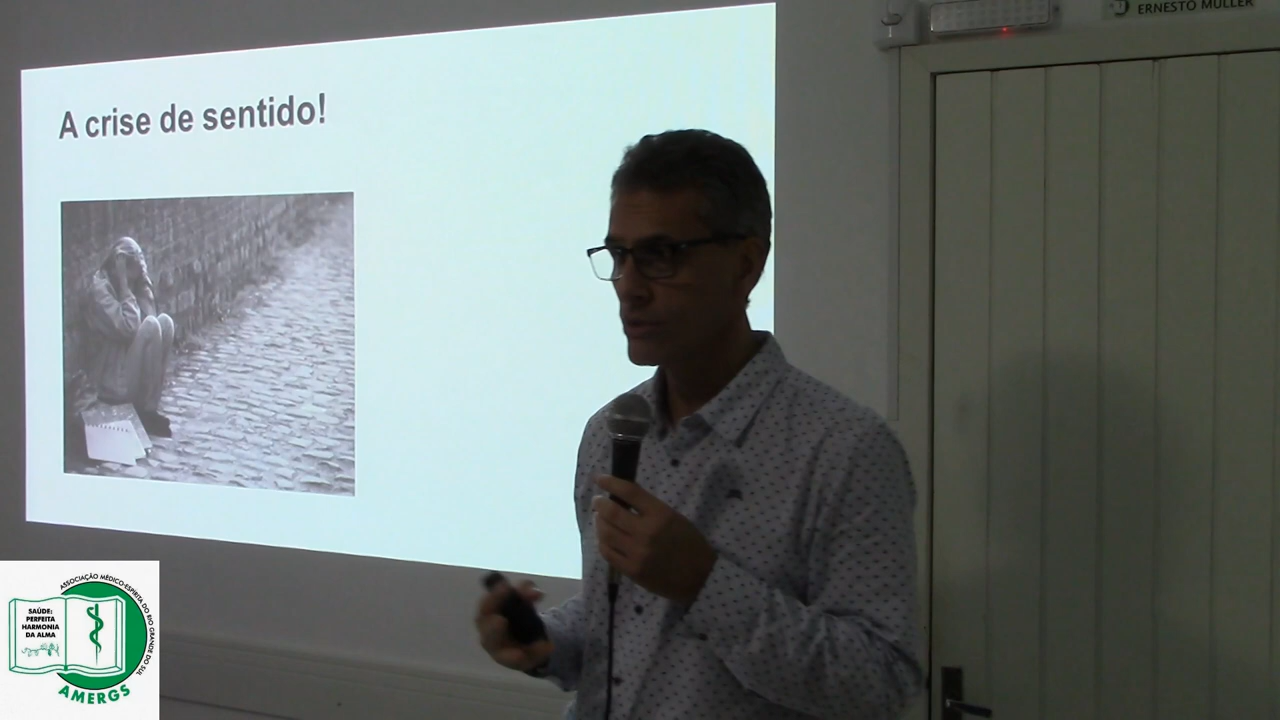 ERNESTO MÜLLER
A crise de sentido!
ASSOCIAÇÃO MÉDICO-ESPÍRITA DO RIO GRANDE DO SUL
SAÚDE:
PERFEITA
HARMONIA
DA ALMA
AMERGS